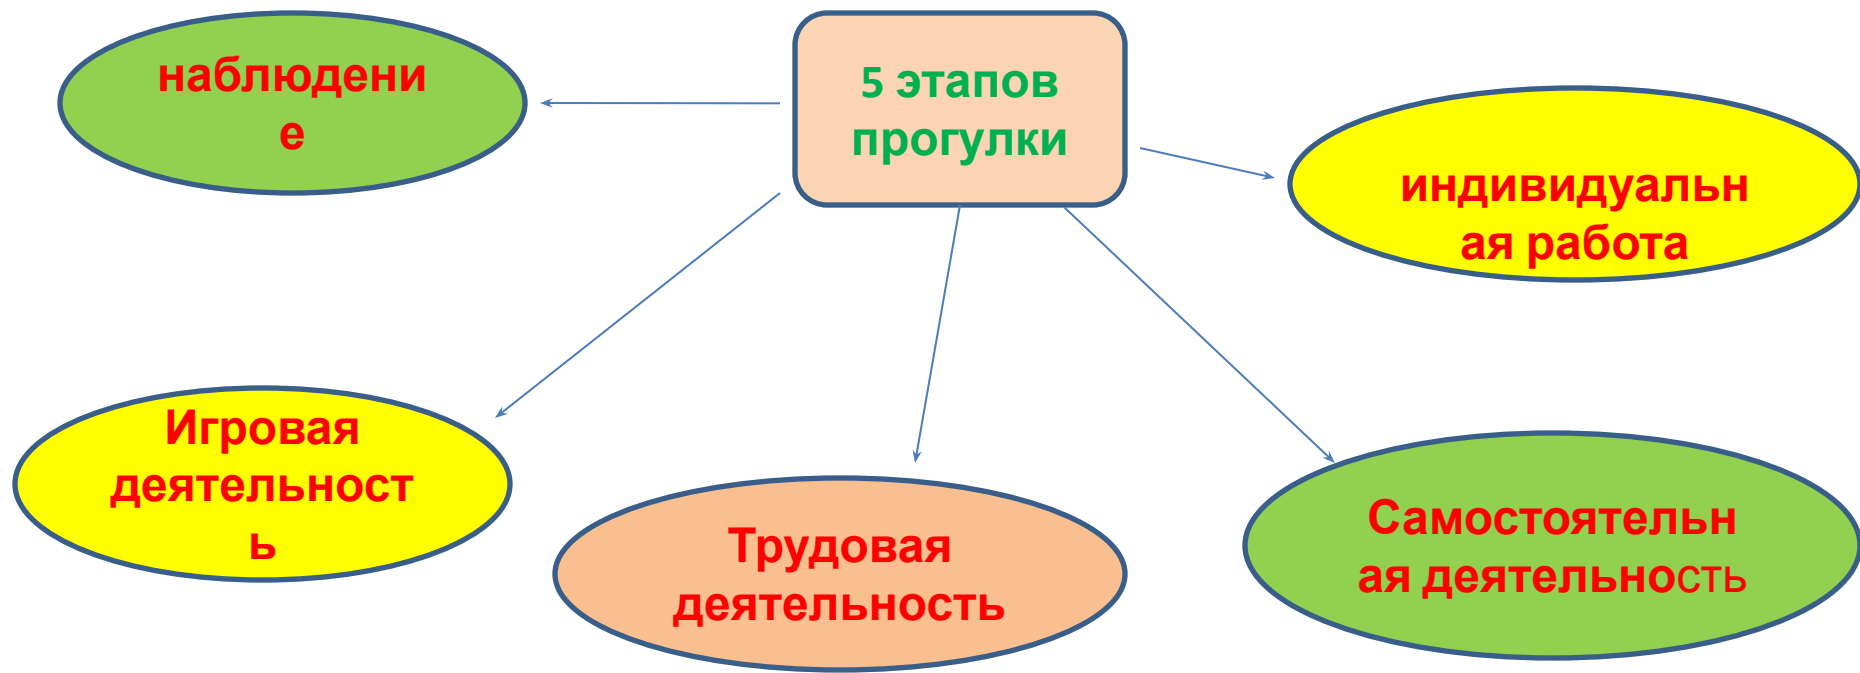 наблюдени
е
5 этапов
прогулки
индивидуальн
ая работа
Игровая
деятельност
ь
Трудовая
деятельность
Самостоятельн
ая деятельность